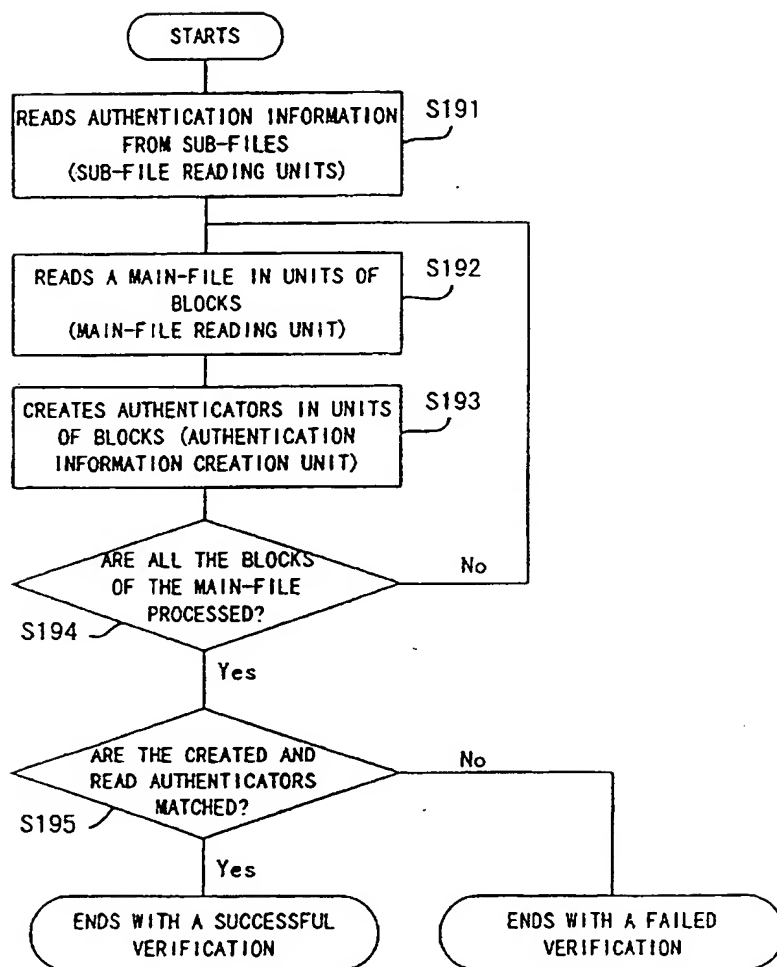 STARTS
READS AUTHENTICATION INFORMATION
FROM SUB-FILES
(SUB-FILE READING UNITS)
S191
READS A MAIN-FILE IN UNITS OF
BLOCKS
(MAIN-FILE READING UNIT)
S192
CREATES AUTHENTICATORS IN UNITS
OF BLOCKS (AUTHENTICATION
INFORMATION CREATION UNIT)
S193
ARE ALL THE BLOCKS
OF THE MAIN-FILE
PROCESSED?
No
S194
Yes
ARE THE CREATED AND
READ AUTHENTICATORS
MATCHED?
No
S195
Yes
ENDS WITH A SUCCESSFUL
VERIFICATION
ENDS WITH A FAILED
VERIFICATION